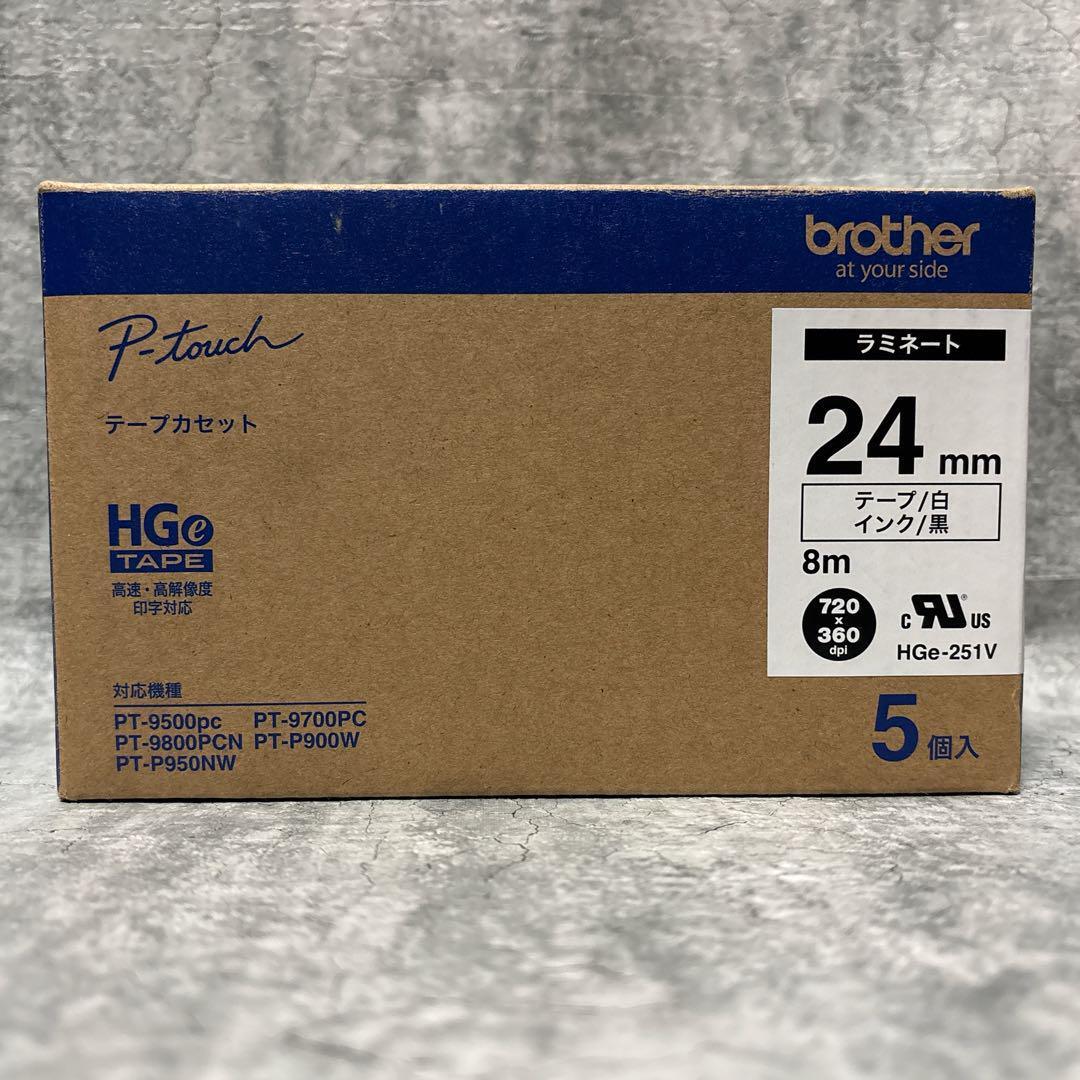 brother
at your side
P-touch
テープカセット
HGe
TAPE
高速・高解像度
印字対応
対応機種
PT-9500pc PT-9700PC
PT-9800PCN PT-P900W
PT-P950NW
ラミネート
24 mm
テープ/白
インク/黒
8m
720
x
360
dpi
c RU® US
HGe-251V
5個入